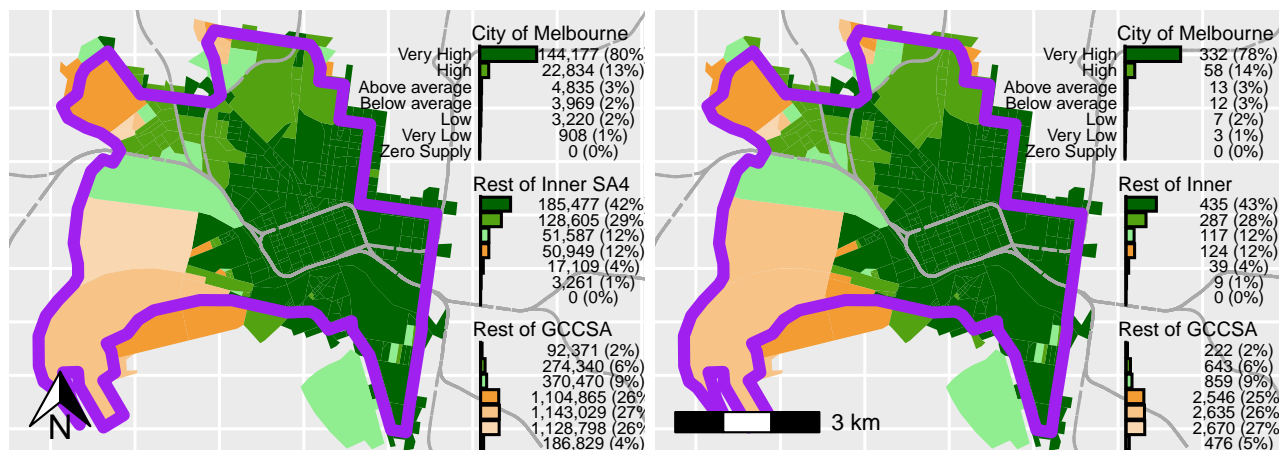 City of Melbourne
Very High 144,177 (80%
High 22,834 (13%)
Above average 4,835 (3%)
Below average 3,969 (2%)
Low 3,220 (2%)
Very Low 908 (1%)
Zero Supply 0 (0%)
Rest of Inner SA4
185,477 (42%
128,605 (29%
51,587 (12%
50,949 (12%
17,109 (4%)
3,261 (1%)
0 (0%)
Rest of GCCSA
92,371 (2%)
274,340 (6%)
370,470 (9%)
1,104,865 (26%
1,143,029 (27%
1,128,798 (26%
186,829 (4%)
N
City of Melbourne
Very High 332 (78%)
High 58 (14%)
Above average 13 (3%)
Below average 12 (3%)
Low 7 (2%)
Very Low 3 (1%)
Zero Supply 0 (0%)
Rest of Inner
435 (43%)
287 (28%)
117 (12%)
124 (12%)
39 (4%)
9 (1%)
0 (0%)
Rest of GCCSA
222 (2%)
643 (6%)
859 (9%)
2,546 (25%
2,635 (26%
2,670 (27%
476 (5%)
3 km